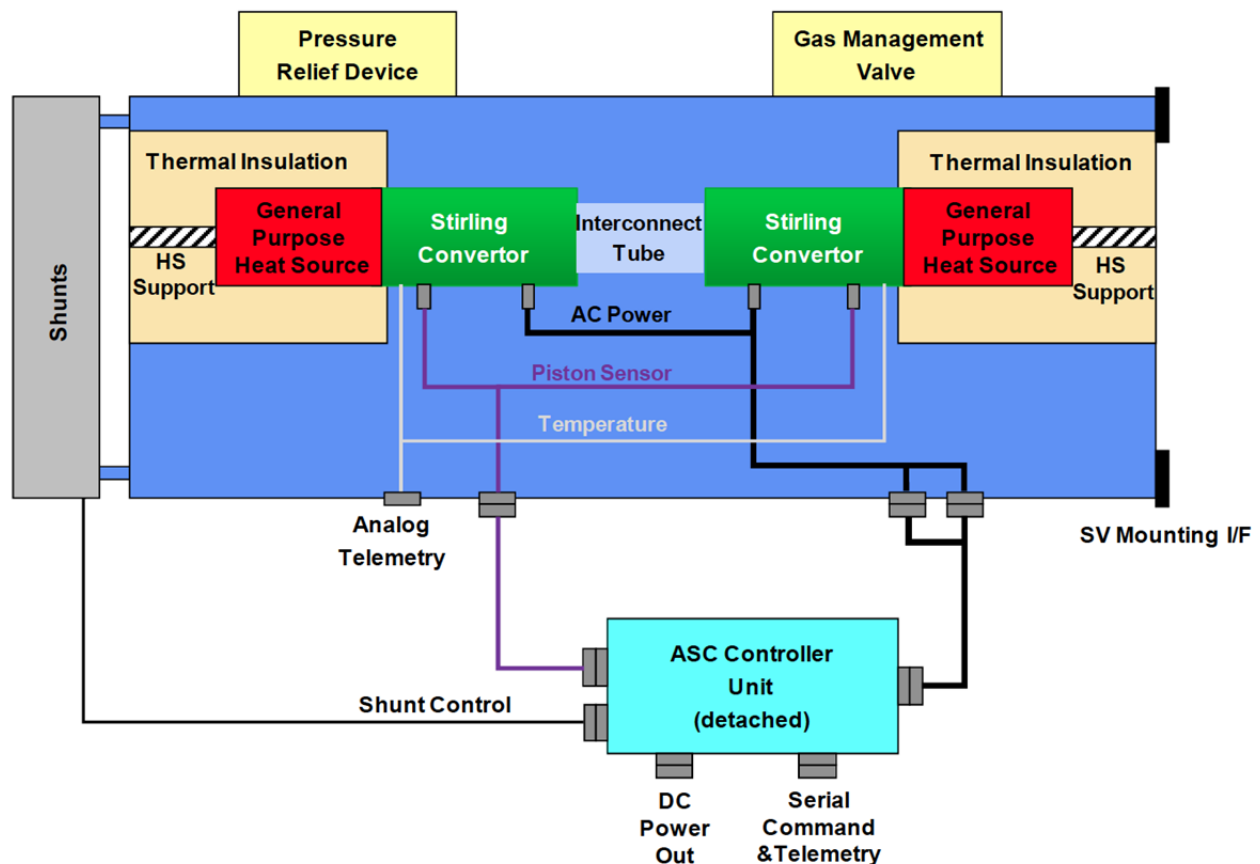 Pressure
Relief Device
Gas Management
Valve
Thermal Insulation
Thermal Insulation
General
Purpose
Heat Source
Stirling
Convertor
Interconnect
Tube
Stirling
Convertor
General
Purpose
Heat Source
HS
Support
HS
Support
Shunts
AC Power
Piston Sensor
Temperature
Analog
Telemetry
SV Mounting I/F
ASC Controller
Unit
(detached)
Shunt Control
DC
Power
Out
Serial
Command
&Telemetry